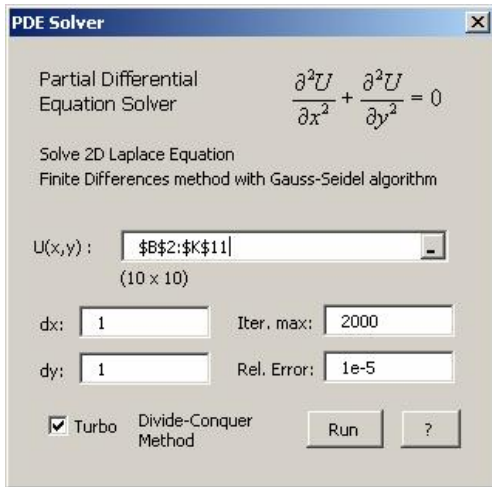 PDE Solver
Partial Differential
Equation Solver
∂²U/∂x² + ∂²U/∂y² = 0
Solve 2D Laplace Equation
Finite Differences method with Gauss-Seidel algorithm
U(x,y) : $B$2:$K$11
(10 x 10)
dx: 1 Iter. max: 2000
dy: 1 Rel. Error: 1e-5
Turbo Divide-Conquer
Method
Run ?